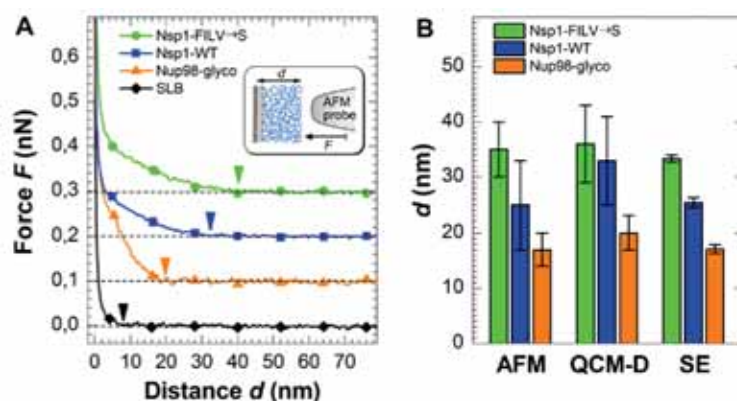 A
Nsp1-FILV→S
Nsp1-WT
Nup98-glyco
SLB
d
AFM
probe
F
0,6
0,5
0,4
0,3
0,2
0,1
0,0
Force F (nN)
0 10 20 30 40 50 60 70
Distance d (nm)
B
Nsp1-FILV→S
Nsp1-WT
Nup98-glyco
50
40
30
20
10
0
d (nm)
AFM QCM-D SE